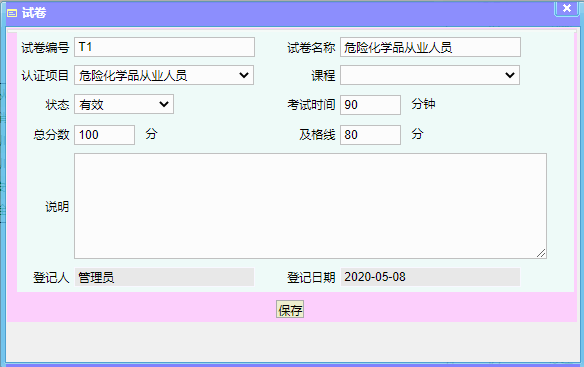 试卷
试卷编号 T1 试卷名称 危险化学品从业人员
认证项目 危险化学品从业人员 课程
状态 有效 考试时间 90 分钟
总分数 100 分 及格线 80 分
说明
登记人 管理员 登记日期 2020-05-08
保存